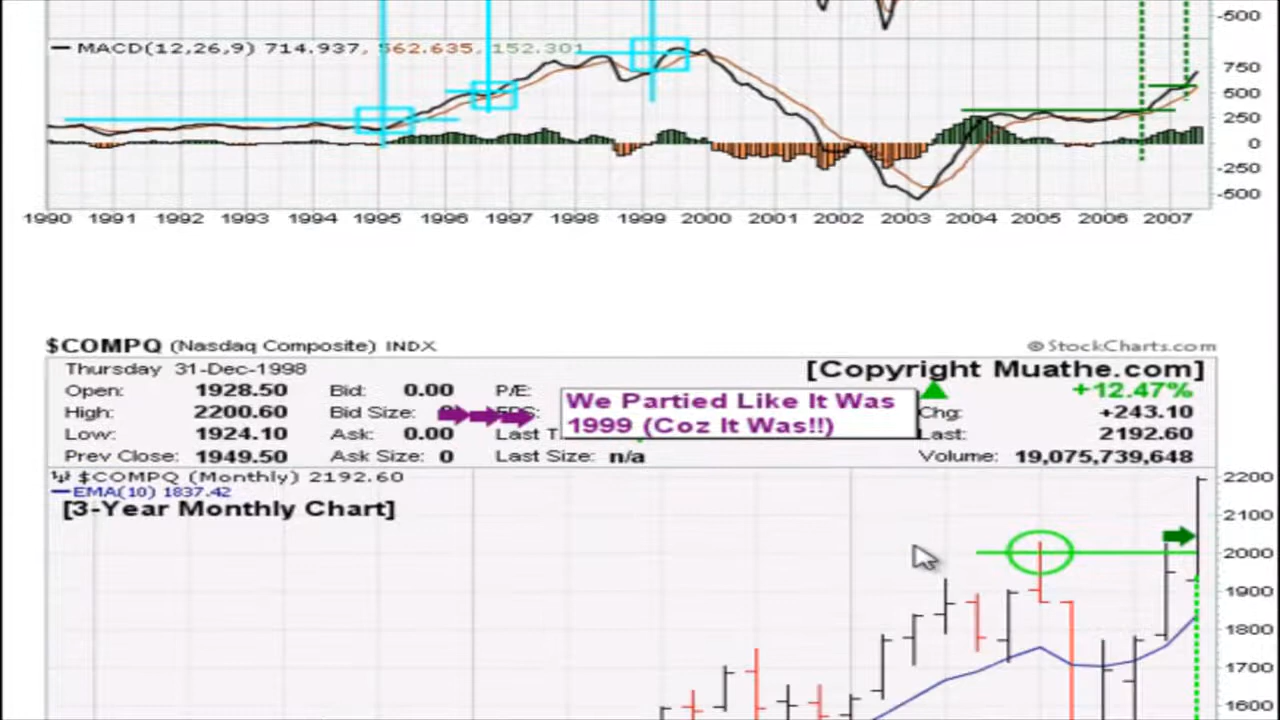 -500
MACD(12,26,9) 714.937, 562.635, 152.301
750
500
250
0
-250
-500
1990 1991 1992 1993 1994 1995 1996 1997 1998 1999 2000 2001 2002 2003 2004 2005 2006 2007
$COMPQ (Nasdaq Composite) INDX
© StockCharts.com
Thursday 31-Dec-1998
[Copyright Muathe.com]
Open: 1928.50 Bid: 0.00 P/E: +12.47%
We Partied Like It Was
1999 (Coz It Was!!)
High: 2200.60 Bid Size: EPS: Chg: +243.10
Low: 1924.10 Ask: 0.00 Last T Last: 2192.60
Prev Close: 1949.50 Ask Size: 0 Last Size: n/a Volume: 19,075,739,648
$COMPQ (Monthly) 2192.60
EMA(10) 1837.42
[3-Year Monthly Chart]
2200
2100
2000
1900
1800
1700
1600